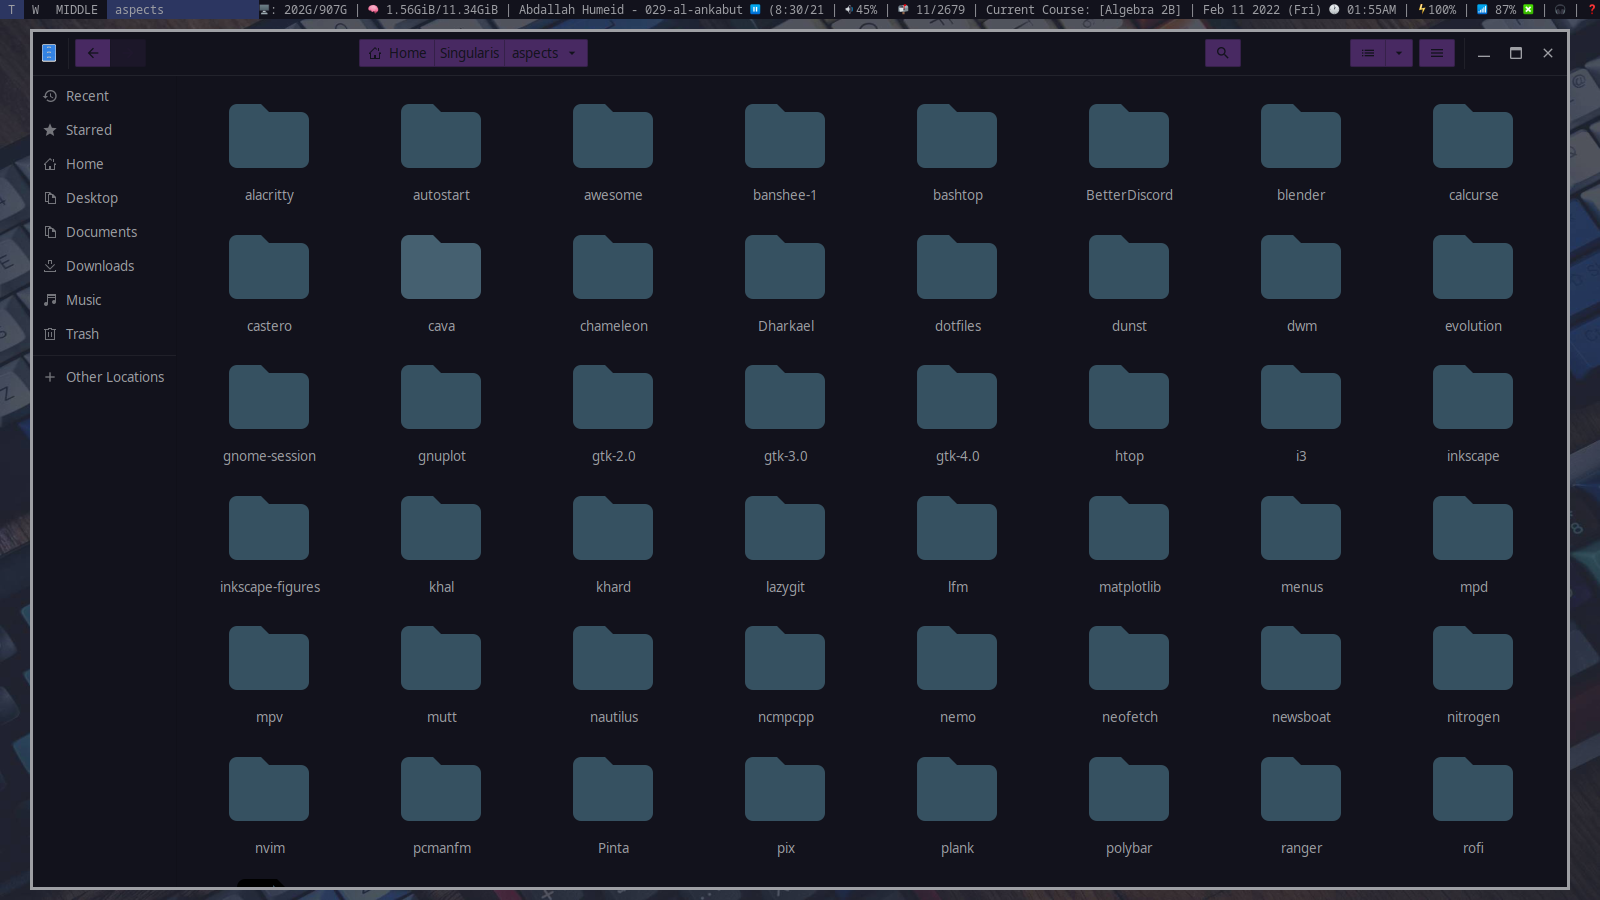 T W MIDDLE aspects : 202G/907G | 1.56GiB/11.34GiB | Abdallah Humeid - 029-al-ankabut (8:30/21 | 45% | 11/2679 | Current Course: [Algebra 2B] | Feb 11 2022 (Fri) 01:55AM | 100% | 87% | | ?
Home Singularis aspects
Recent
Starred
Home
Desktop
Documents
Downloads
Music
Trash
Other Locations
alacritty autostart awesome banshee-1 bashtop BetterDiscord blender calcurse
castero cava chameleon Dharkael dotfiles dunst dwm evolution
gnome-session gnuplot gtk-2.0 gtk-3.0 gtk-4.0 htop i3 inkscape
inkscape-figures khal khard lazygit lfm matplotlib menus mpd
mpv mutt nautilus ncmpcpp nemo neofetch newsboat nitrogen
nvim pcmanfm Pinta pix plank polybar ranger rofi